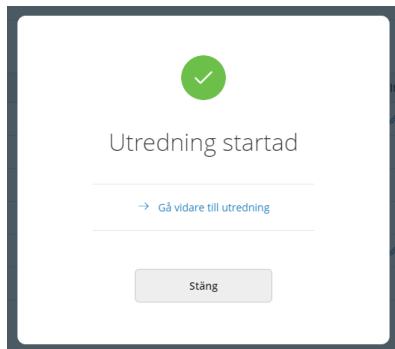 Utredning startad
→ Gå vidare till utredning
Stäng